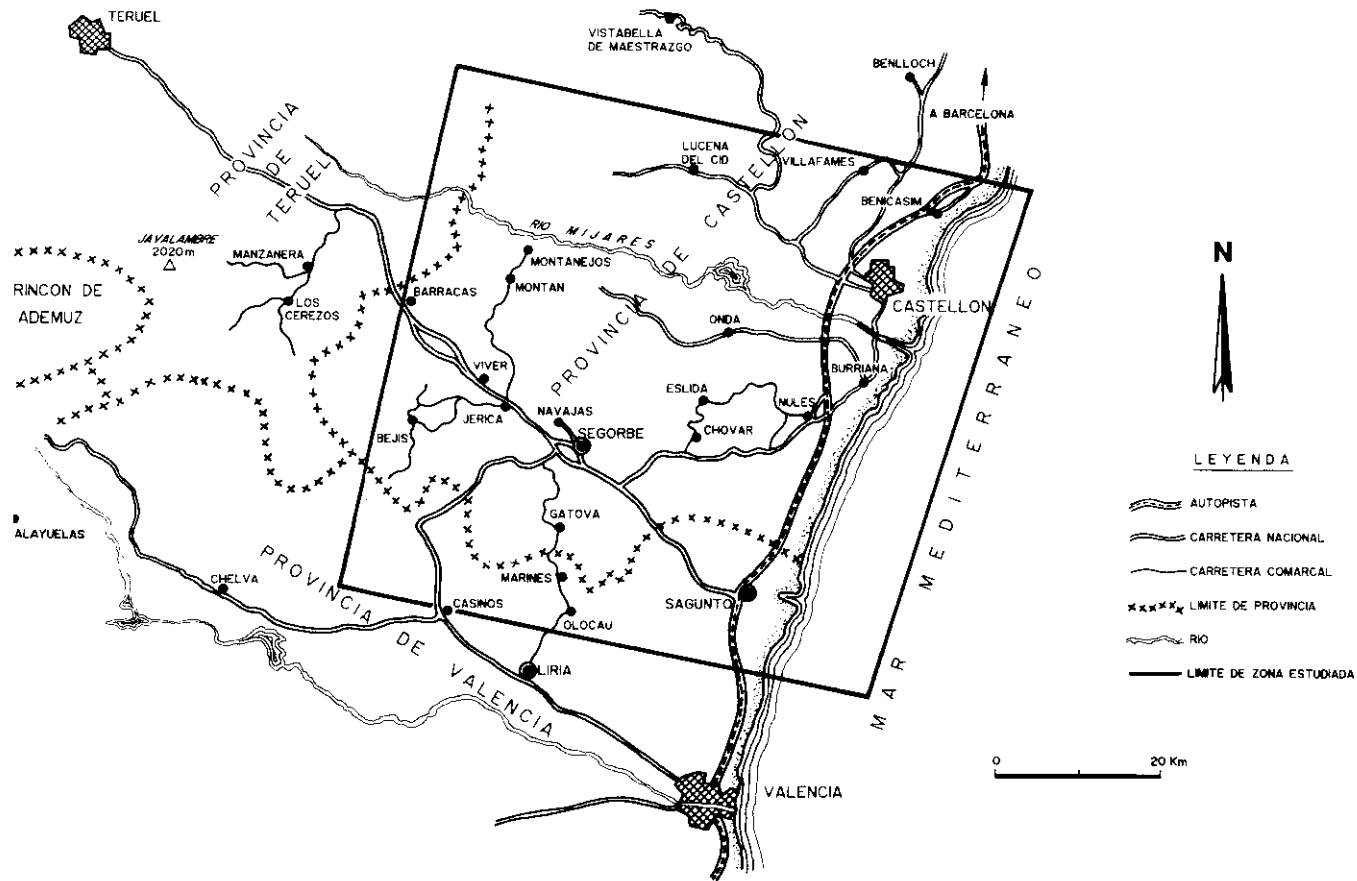 TERUEL
VISTABELLA
DE MAESTRAZGO
BENLLOCH
A BARCELONA
PROVINCIA
DE
TERUEL
LUCENA
DEL CID
VILLAFAMES
BENICASIM
PROVINCIA DE CASTELLON
JAVALAMBRE
2020m
MANZANERA
LOS
CEREZOS
RINCON DE
ADEMUZ
RIO MIJARES
MONTANEJOS
MONTAN
BARRACAS
CASTELLON
ONDA
BURRIANA
VIVER
JERICA
NAVAJAS
SEGORBE
ESLIDA
CHOVAR
NULES
BEJIS
MAR MEDITERRANEO
N
LEYENDA
AUTOPISTA
CARRETERA NACIONAL
CARRETERA COMARCAL
LIMITE DE PROVINCIA
RIO
LIMITE DE ZONA ESTUDIADA
ALAYUELAS
CHELVA
GATOVA
MARINES
OLOCAU
CASINOS
SAGUNTO
LIRIA
PROVINCIA DE VALENCIA
VALENCIA
0 20 Km